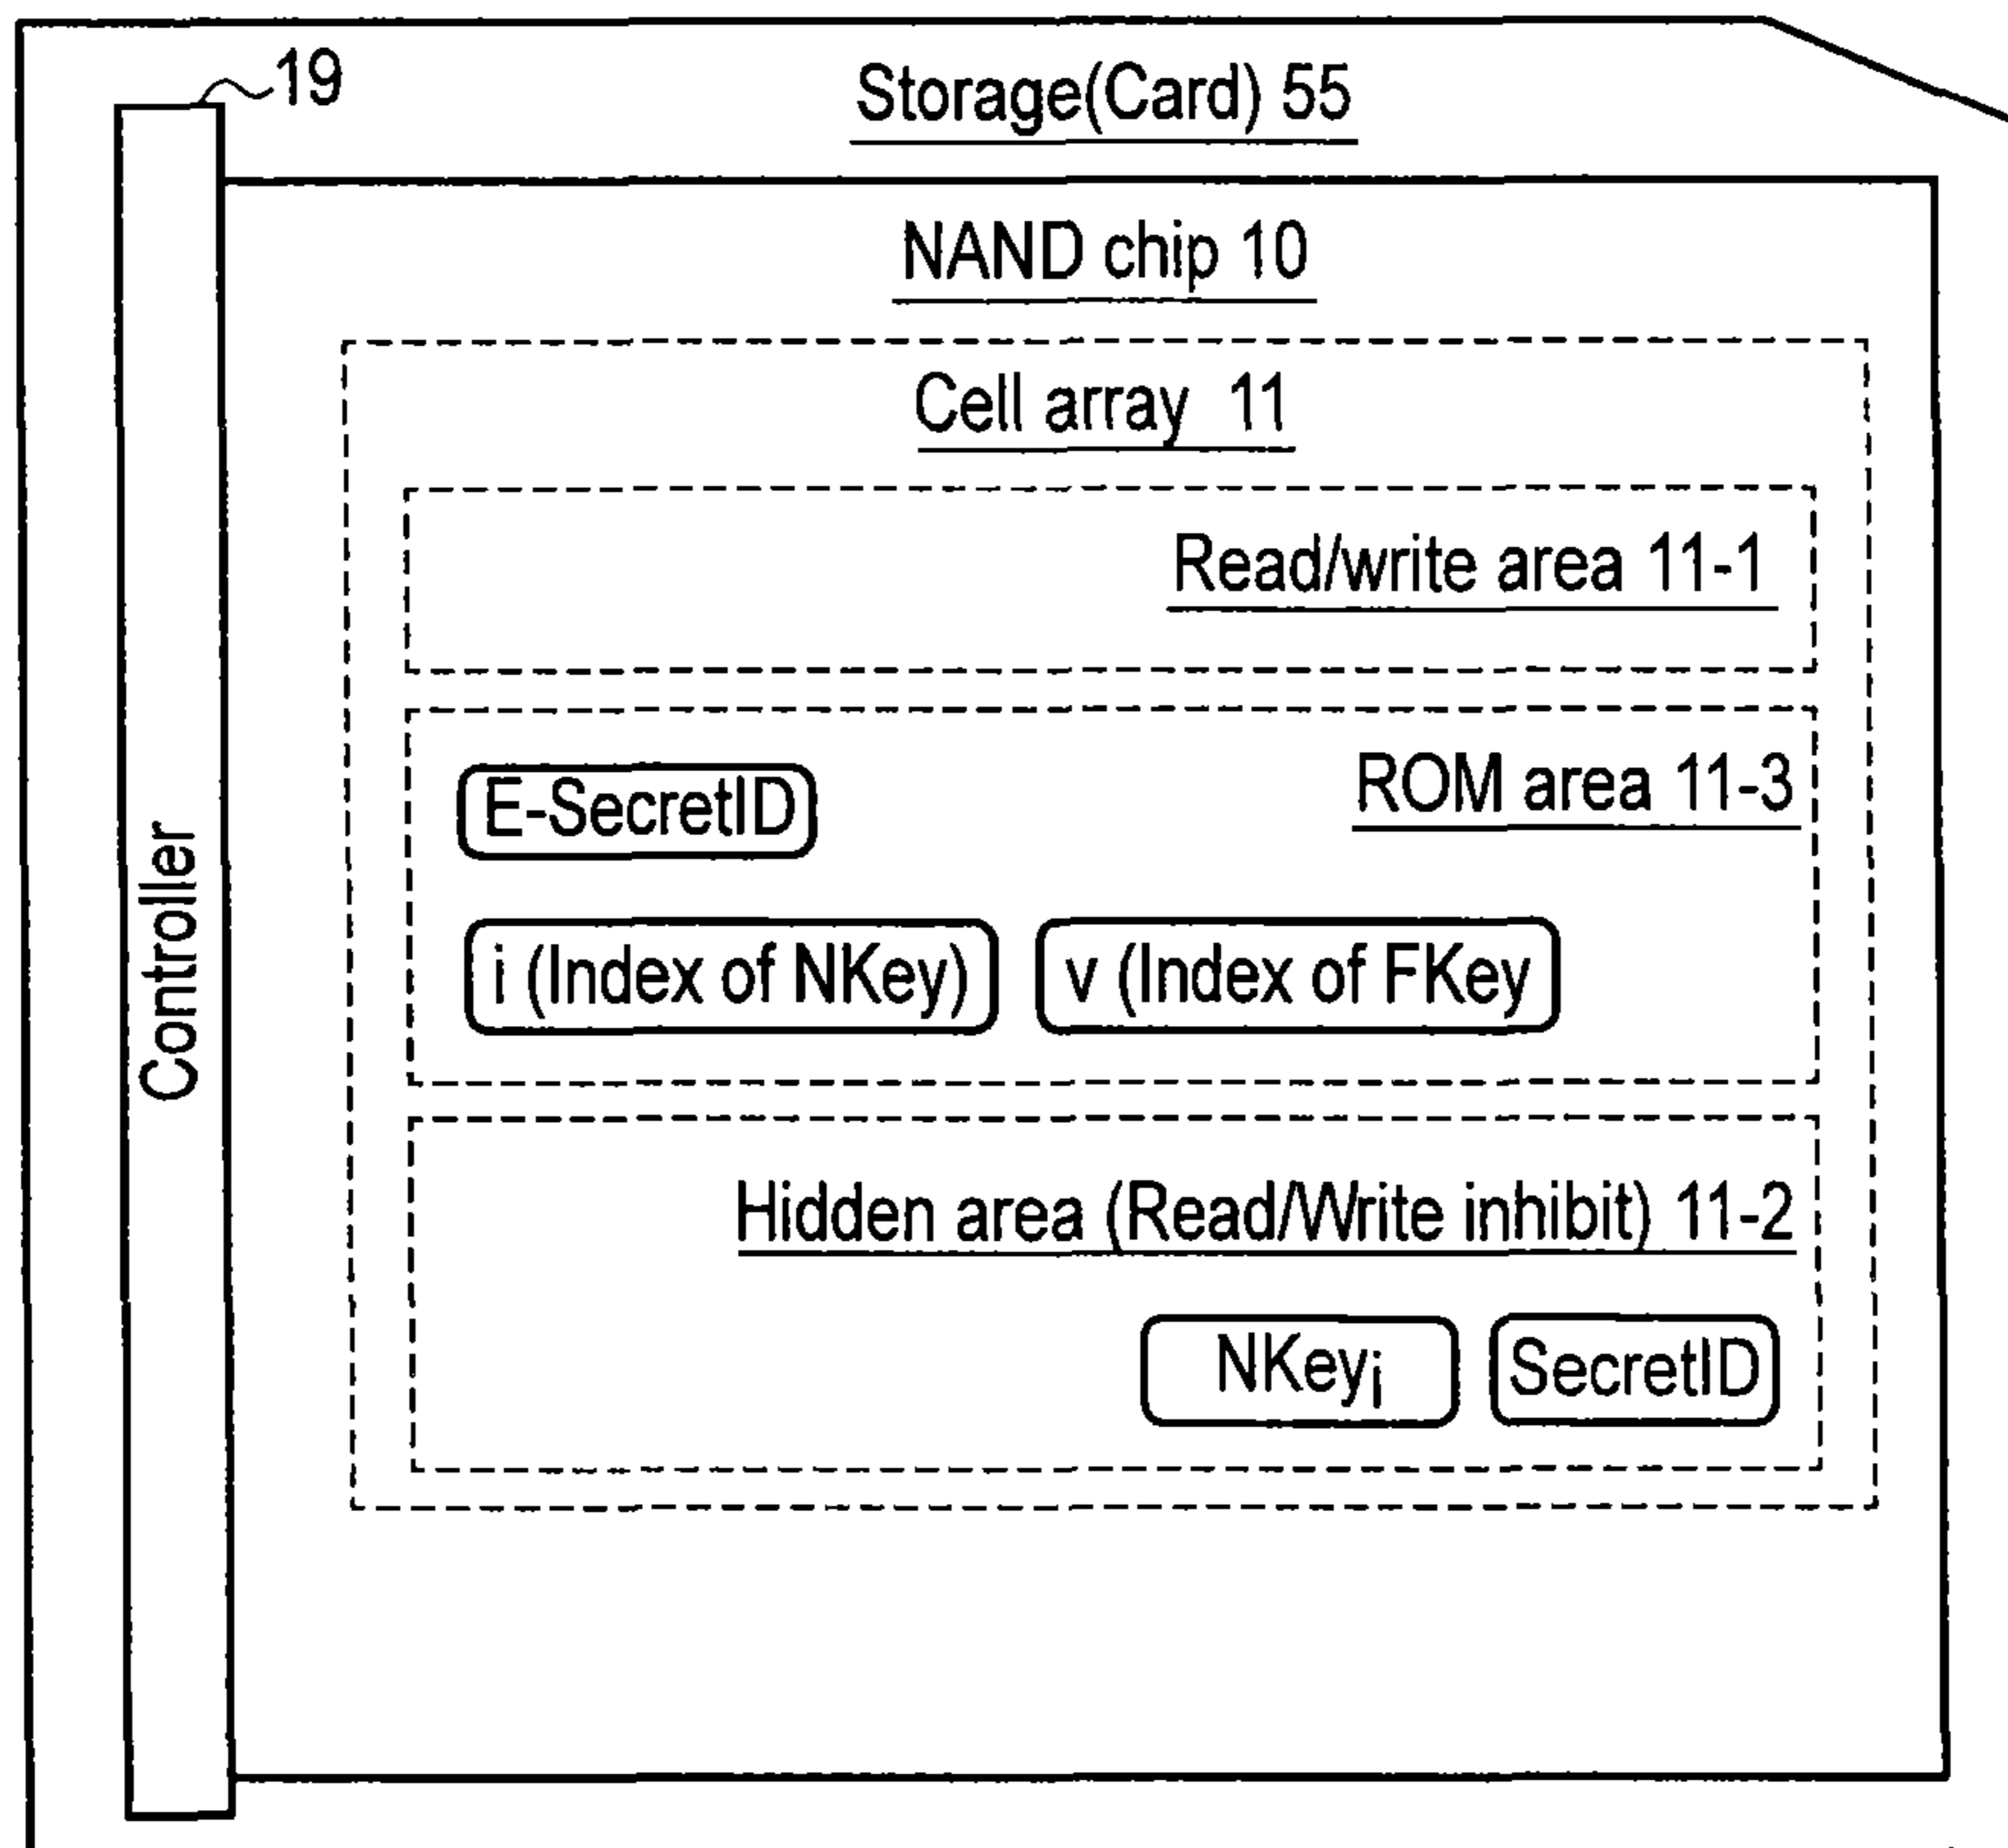 19
Storage(Card) 55
NAND chip 10
Cell array 11
Read/write area 11-1
ROM area 11-3
E-SecretID
i (Index of NKey)
v (Index of FKey
Controller
Hidden area (Read/Write inhibit) 11-2
NKeyi
SecretID